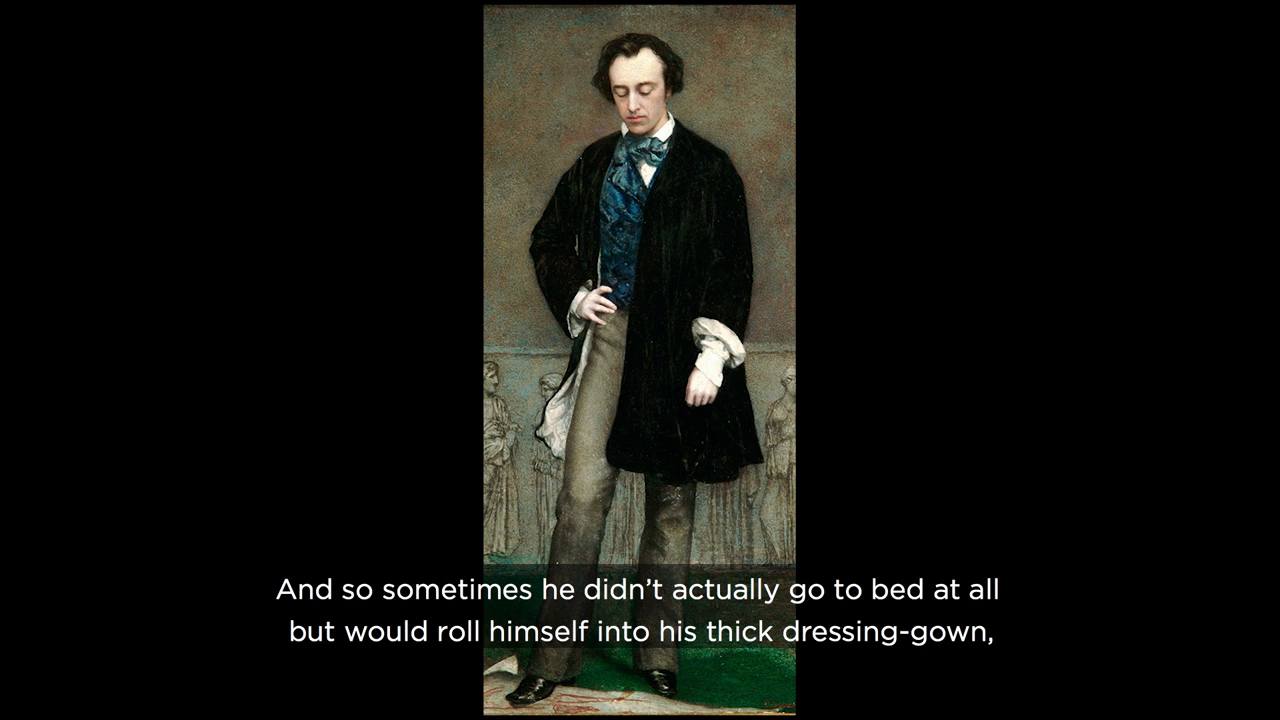 And so sometimes he didn’t actually go to bed at all
but would roll himself into his thick dressing-gown,